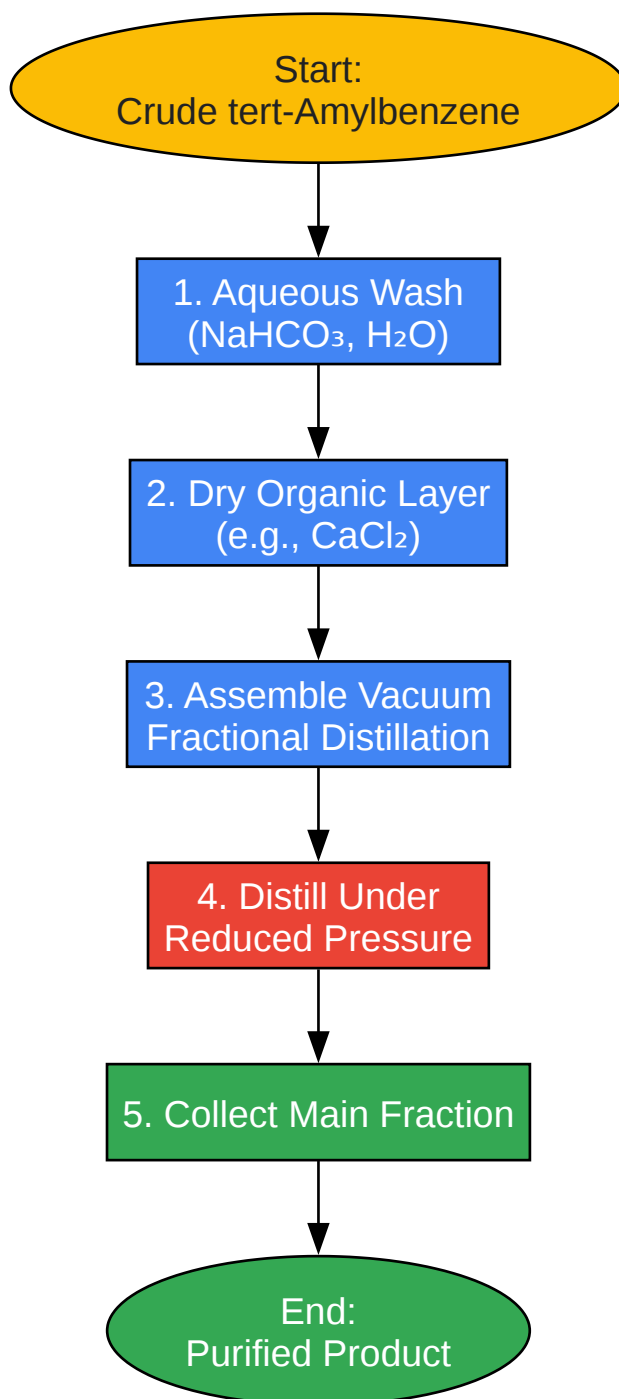 Start:
Crude tert-Amylbenzene
1. Aqueous Wash
(NaHCO₃, H₂O)
2. Dry Organic Layer
(e.g., CaCl₂)
3. Assemble Vacuum
Fractional Distillation
4. Distill Under
Reduced Pressure
5. Collect Main Fraction
End:
Purified Product